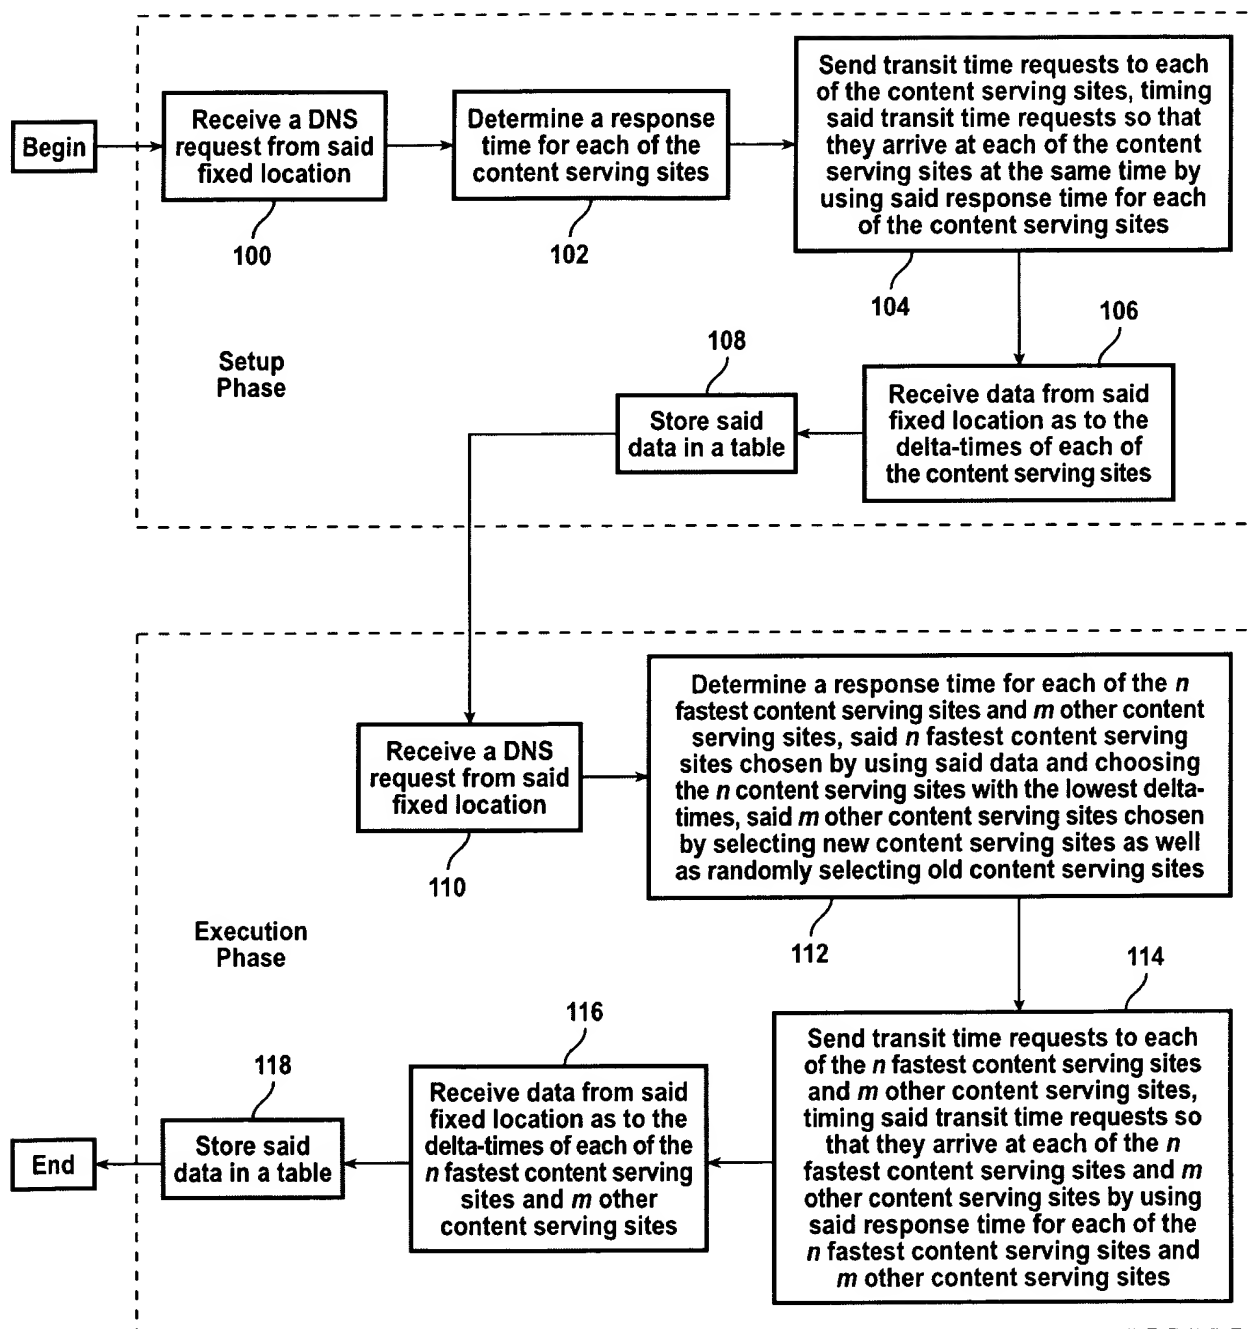 Begin
Receive a DNS
request from said
fixed location
100
Determine a response
time for each of the
content serving sites
102
Send transit time requests to each
of the content serving sites, timing
said transit time requests so that
they arrive at each of the content
serving sites at the same time by
using said response time for each
of the content serving sites
104
106
Receive data from said
fixed location as to the
delta-times of each of
the content serving sites
108
Store said
data in a table
Setup
Phase
Receive a DNS
request from said
fixed location
110
Determine a response time for each of the n
fastest content serving sites and m other content
serving sites, said n fastest content serving
sites chosen by using said data and choosing
the n content serving sites with the lowest delta-
times, said m other content serving sites chosen
by selecting new content serving sites as well
as randomly selecting old content serving sites
112
Execution
Phase
114
Send transit time requests to each
of the n fastest content serving sites
and m other content serving sites,
timing said transit time requests so
that they arrive at each of the n
fastest content serving sites and m
other content serving sites by using
said response time for each of the
n fastest content serving sites and
m other content serving sites
116
Receive data from said
fixed location as to the
delta-times of each of the
n fastest content serving
sites and m other
content serving sites
118
Store said
data in a table
End